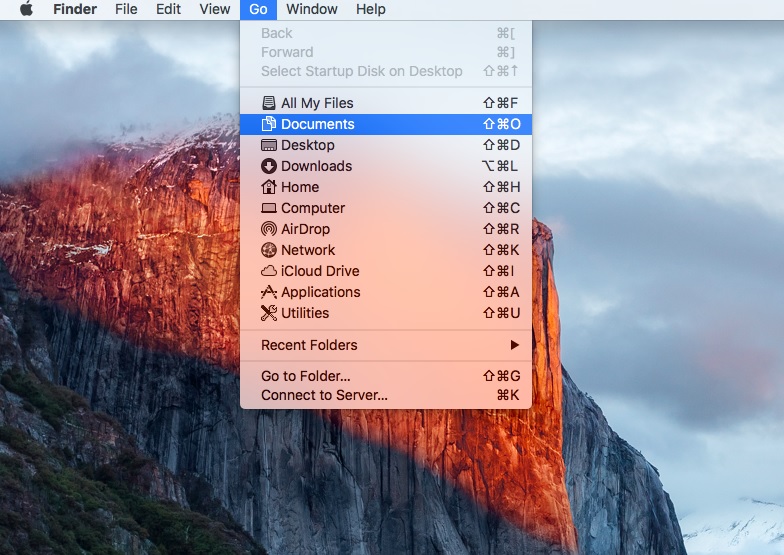 Finder File Edit View Go Window Help
Back ⌘[
Forward ⌘]
Select Startup Disk on Desktop ⇧⌘↑
All My Files ⇧⌘F
Documents ⇧⌘O
Desktop ⇧⌘D
Downloads ⌥⌘L
Home ⇧⌘H
Computer ⇧⌘C
AirDrop ⇧⌘R
Network ⇧⌘K
iCloud Drive ⇧⌘I
Applications ⇧⌘A
Utilities ⇧⌘U
Recent Folders ▶
Go to Folder... ⇧⌘G
Connect to Server... ⌘K